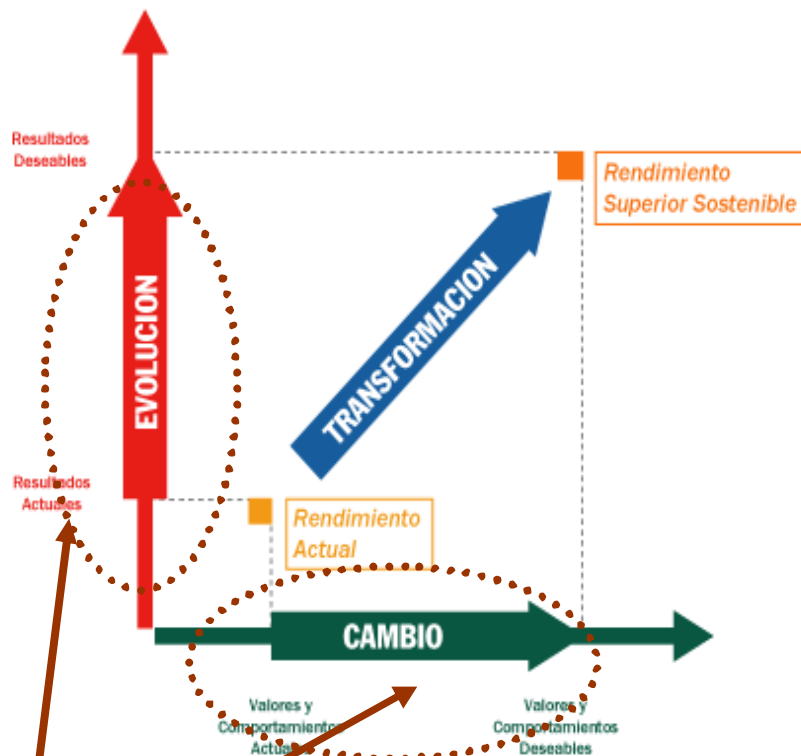 Resultados
Deseables
Rendimiento
Superior Sostenible
EVOLUCION
TRANSFORMACION
Resultados
Actuales
Rendimiento
Actual
CAMBIO
Valores y
Comportamientos
Actuales
Valores y
Comportamientos
Deseables